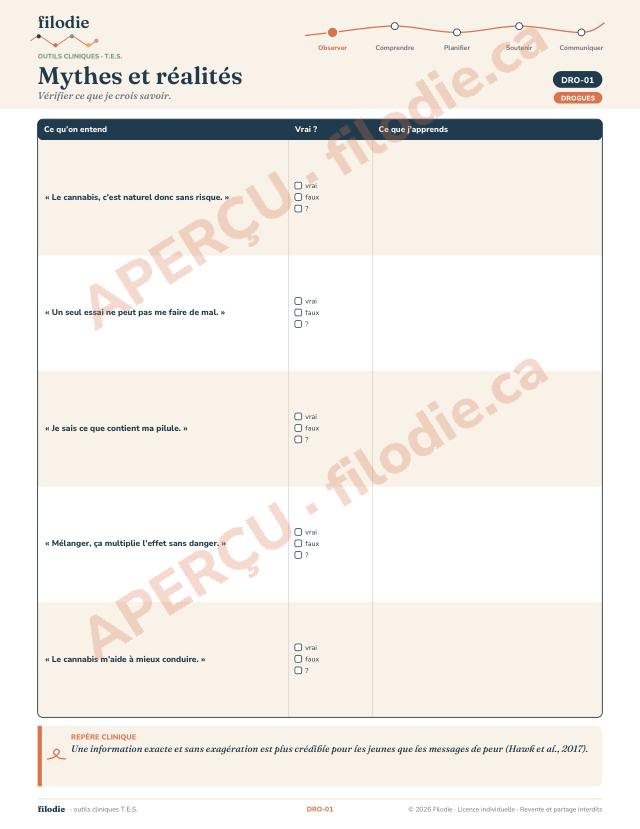 filodie
OUTILS CLINIQUES · T.E.S.
Observer Comprendre Planifier Soutenir Communiquer
Mythes et réalités
Vérifier ce que je crois savoir.
DRO-01
DROGUES
Ce qu'on entend Vrai ? Ce que j'apprends
« Le cannabis, c'est naturel donc sans risque. »
vrai
faux
?
« Un seul essai ne peut pas me faire de mal. »
vrai
faux
?
« Je sais ce que contient ma pilule. »
vrai
faux
?
« Mélanger, ça multiplie l'effet sans danger. »
vrai
faux
?
« Le cannabis m'aide à mieux conduire. »
vrai
faux
?
APERÇU · filodie.ca
APERÇU · filodie.ca
REPÈRE CLINIQUE
Une information exacte et sans exagération est plus crédible pour les jeunes que les messages de peur (Hawk et al., 2017).
filodie · outils cliniques T.E.S. DRO-01 © 2026 Filodie · Licence individuelle · Revente et partage interdits